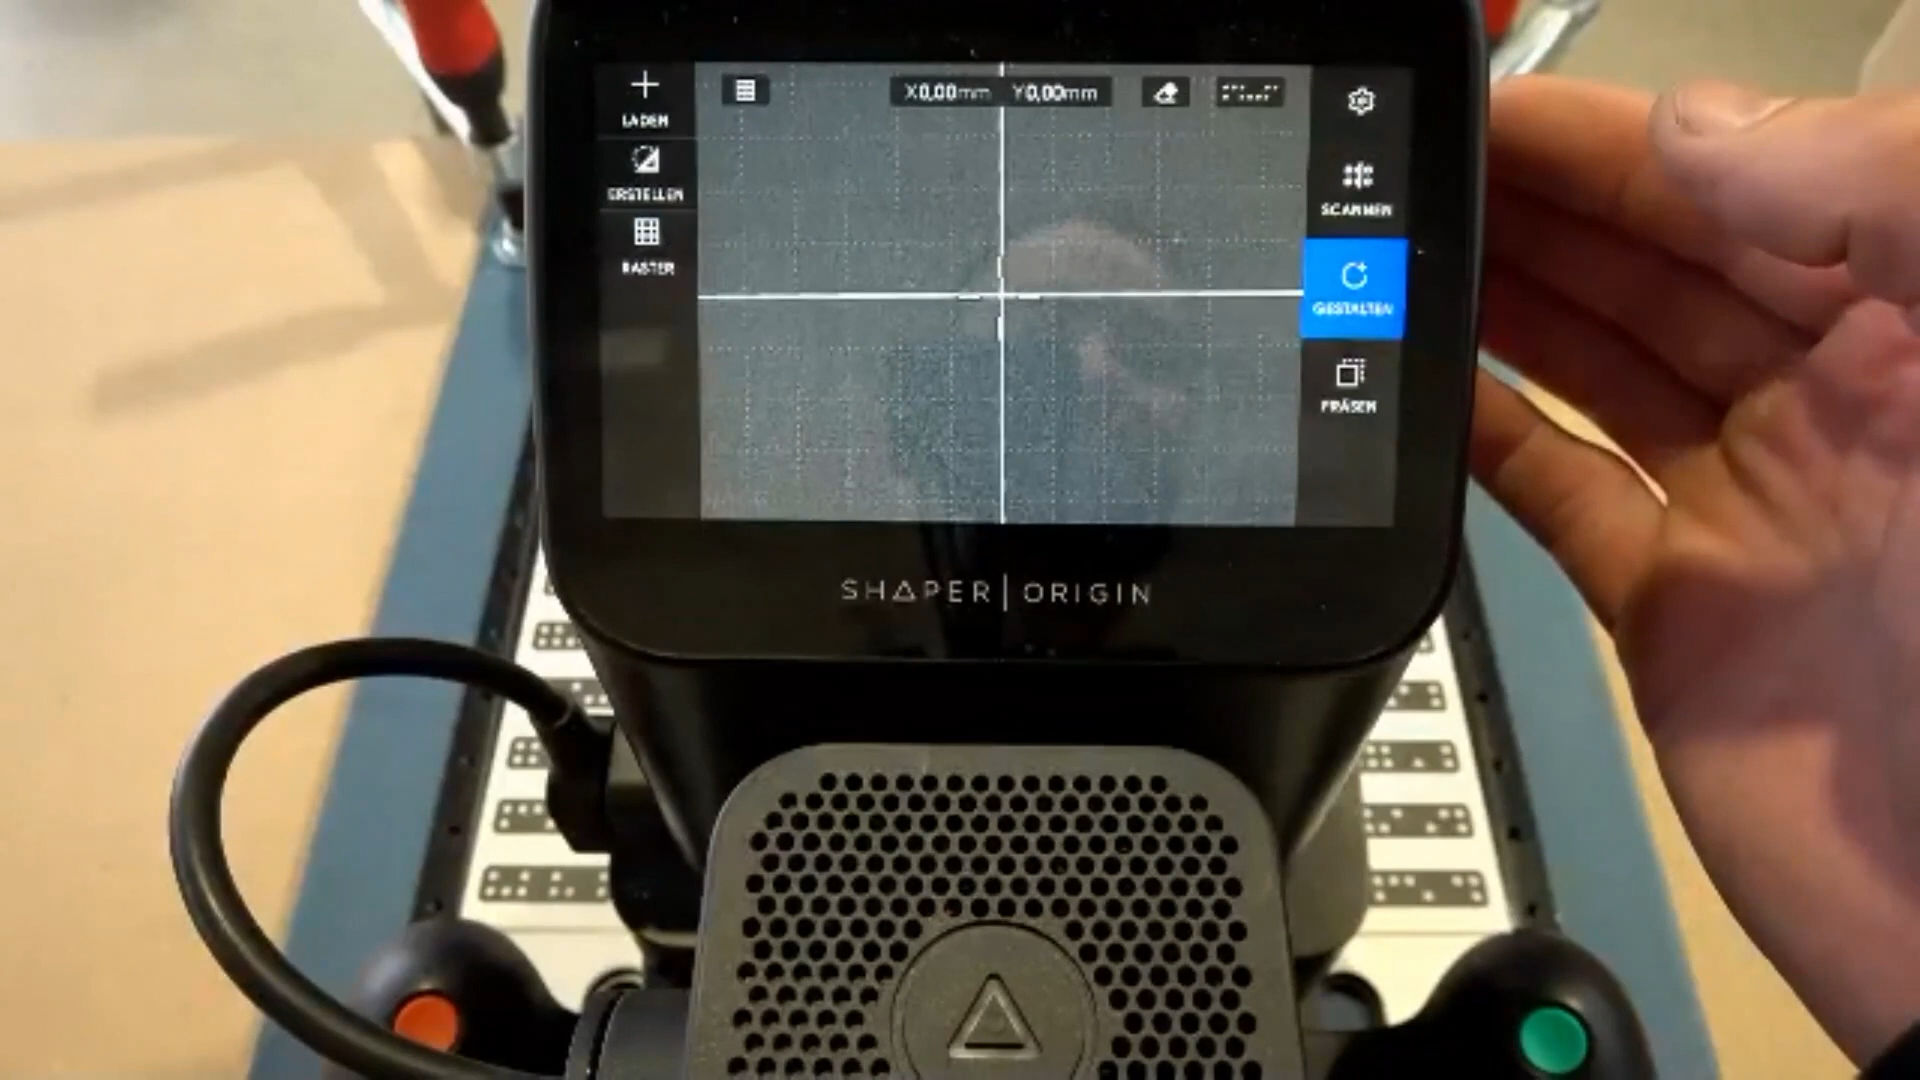 LADEN
ERSTELLEN
RASTER
X0,00mm Y0,00mm
SCANNEN
GESTALTEN
FRÄSEN
SHAPER | ORIGIN